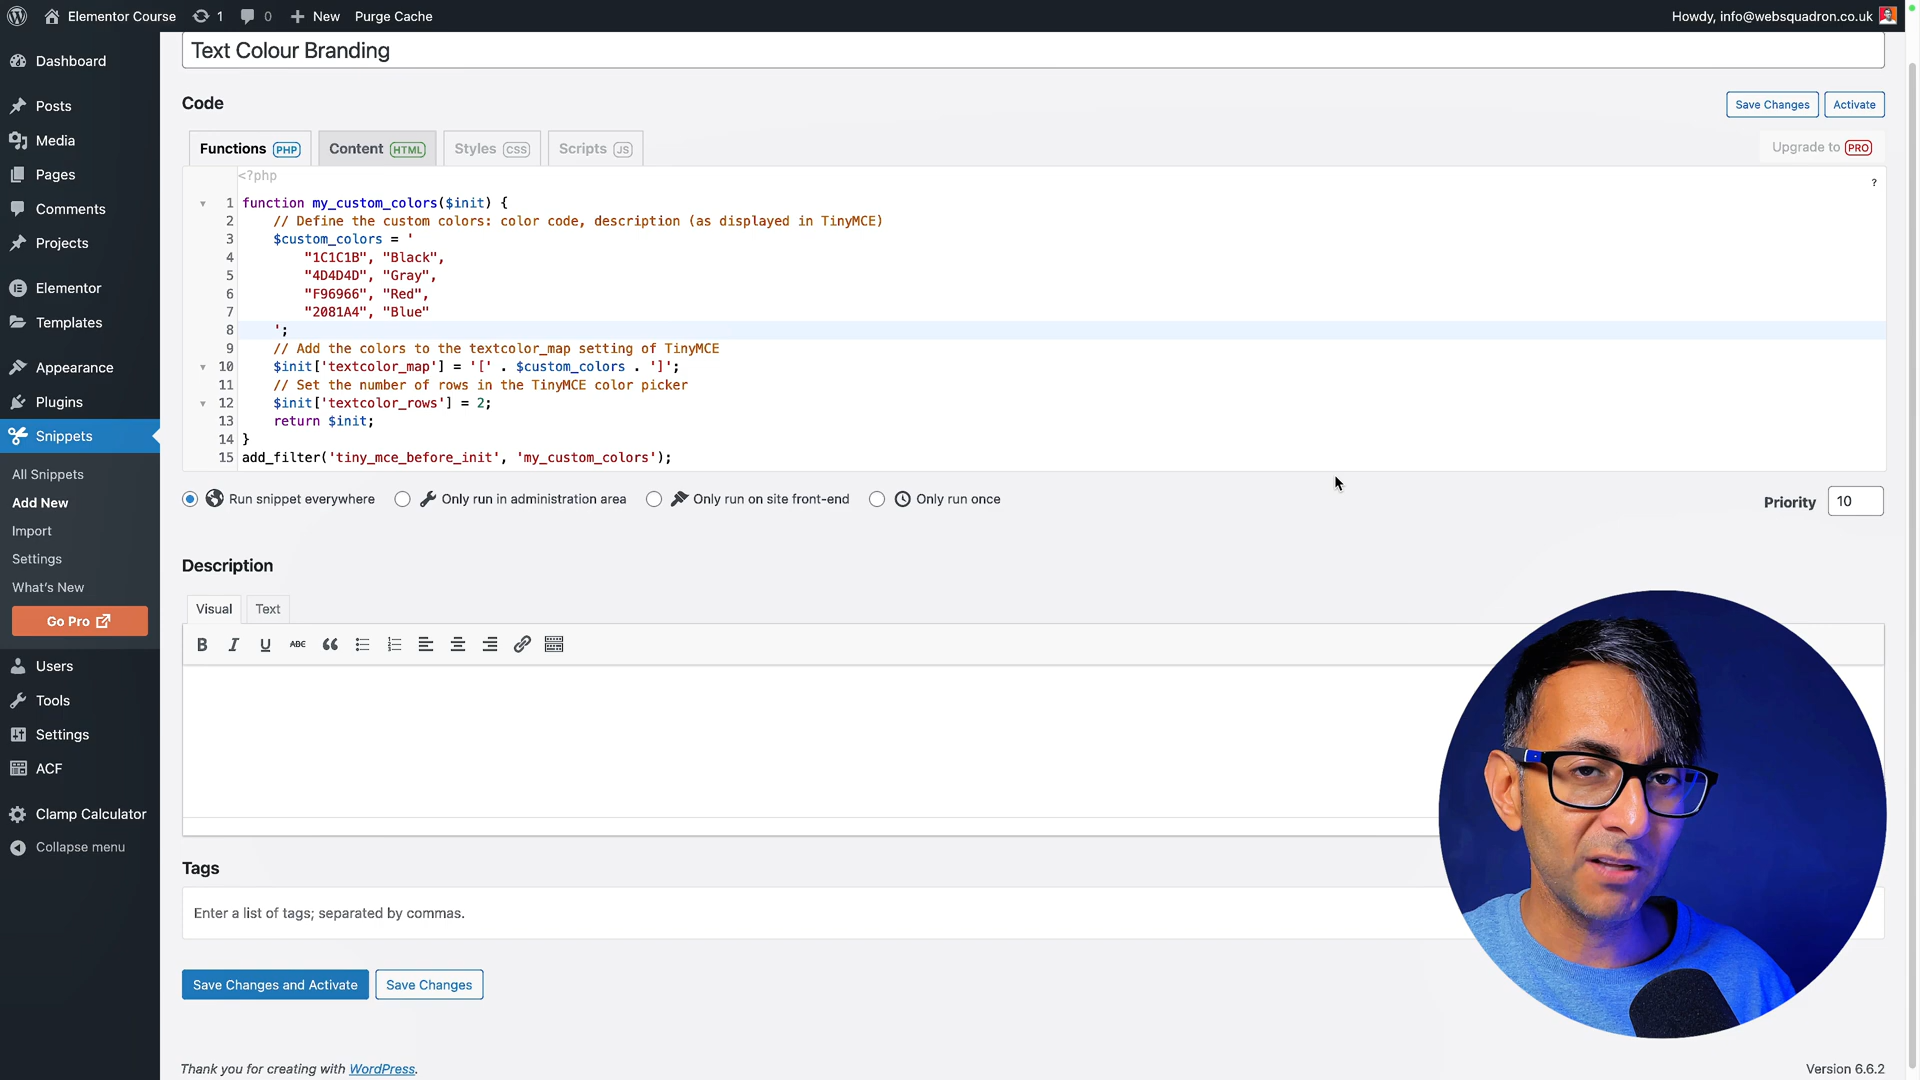 Elementor Course 1 0 New Purge Cache
Howdy, info@websquadron.co.uk
Dashboard
Posts
Media
Pages
Comments
Projects
Elementor
Templates
Appearance
Plugins
Snippets
All Snippets
Add New
Import
Settings
What's New
Go Pro
Users
Tools
Settings
ACF
Clamp Calculator
Collapse menu
Text Colour Branding
Code
Save Changes Activate
Functions PHP Content HTML Styles CSS Scripts JS
Upgrade to PRO
<?php
?
1 function my_custom_colors($init) {
2 // Define the custom colors: color code, description (as displayed in TinyMCE)
3 $custom_colors = '
4 "1C1C1B", "Black",
5 "4D4D4D", "Gray",
6 "F96966", "Red",
7 "2081A4", "Blue"
8 ';
9 // Add the colors to the textcolor_map setting of TinyMCE
10 $init['textcolor_map'] = '[' . $custom_colors . ']';
11 // Set the number of rows in the TinyMCE color picker
12 $init['textcolor_rows'] = 2;
13 return $init;
14 }
15 add_filter('tiny_mce_before_init', 'my_custom_colors');
Run snippet everywhere Only run in administration area Only run on site front-end Only run once
Priority 10
Description
Visual Text
B I U ABC
Tags
Enter a list of tags; separated by commas.
Save Changes and Activate Save Changes
Thank you for creating with WordPress.
Version 6.6.2